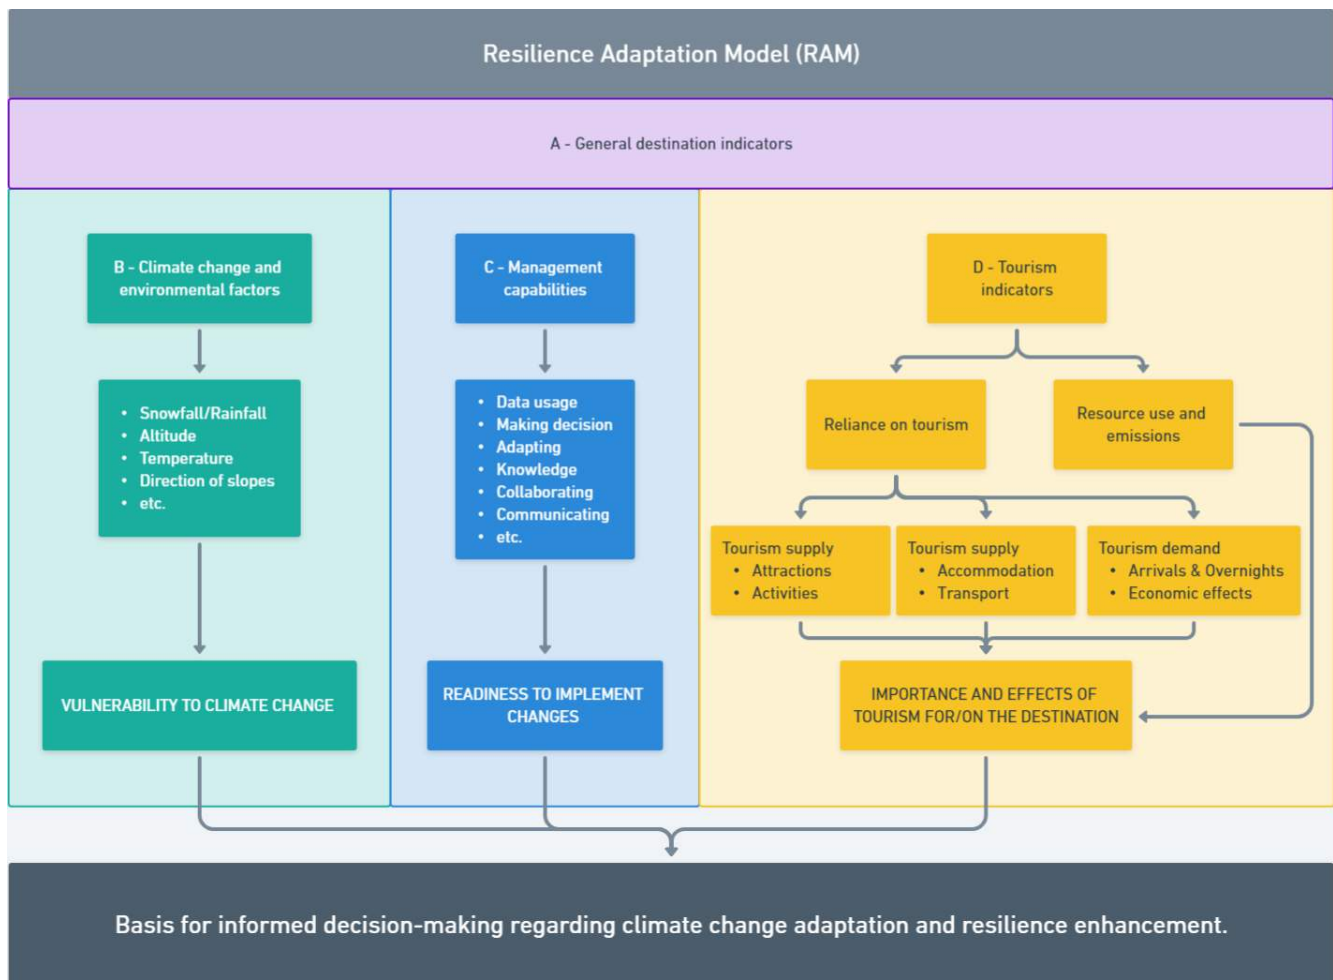 Resilience Adaptation Model (RAM)
A - General destination indicators
B - Climate change and
environmental factors
• Snowfall/Rainfall
• Altitude
• Temperature
• Direction of slopes
• etc.
VULNERABILITY TO CLIMATE CHANGE
C - Management
capabilities
• Data usage
• Making decision
• Adapting
• Knowledge
• Collaborating
• Communicating
• etc.
READINESS TO IMPLEMENT
CHANGES
D - Tourism
indicators
Reliance on tourism
Resource use and
emissions
Tourism supply
• Attractions
• Activities
Tourism supply
• Accommodation
• Transport
Tourism demand
• Arrivals & Overnights
• Economic effects
IMPORTANCE AND EFFECTS OF
TOURISM FOR/ON THE DESTINATION
Basis for informed decision-making regarding climate change adaptation and resilience enhancement.